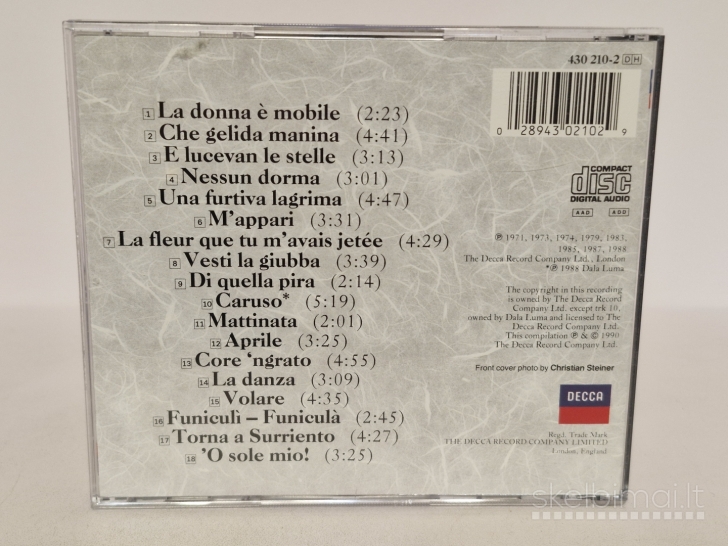 430 210-2 DH
1 La donna è mobile (2:23)
2 Che gelida manina (4:41)
3 E lucevan le stelle (3:13)
4 Nessun dorma (3:01)
5 Una furtiva lagrima (4:47)
6 M'appari (3:31)
7 La fleur que tu m'avais jetée (4:29)
8 Vesti la giubba (3:39)
9 Di quella pira (2:14)
10 Caruso* (5:19)
11 Mattinata (2:01)
12 Aprile (3:25)
13 Core 'ngrato (4:55)
14 La danza (3:09)
15 Volare (4:35)
16 Funiculì – Funiculà (2:45)
17 Torna a Surriento (4:27)
18 'O sole mio! (3:25)
0 28943 02102 9
COMPACT
disc
DIGITAL AUDIO
AAD ADD
℗ 1971, 1973, 1974, 1979, 1983,
1985, 1987, 1988
The Decca Record Company Ltd., London
*℗ 1988 Dala Luma
The copyright in this recording
is owned by The Decca Record
Company Ltd. except trk 10,
owned by Dala Luma and licensed to The
Decca Record Company Ltd.
This compilation ℗ & © 1990
The Decca Record Company Ltd.
Front cover photo by Christian Steiner
DECCA
Regd. Trade Mark
THE DECCA RECORD COMPANY LIMITED
London, England
skelbimai.lt